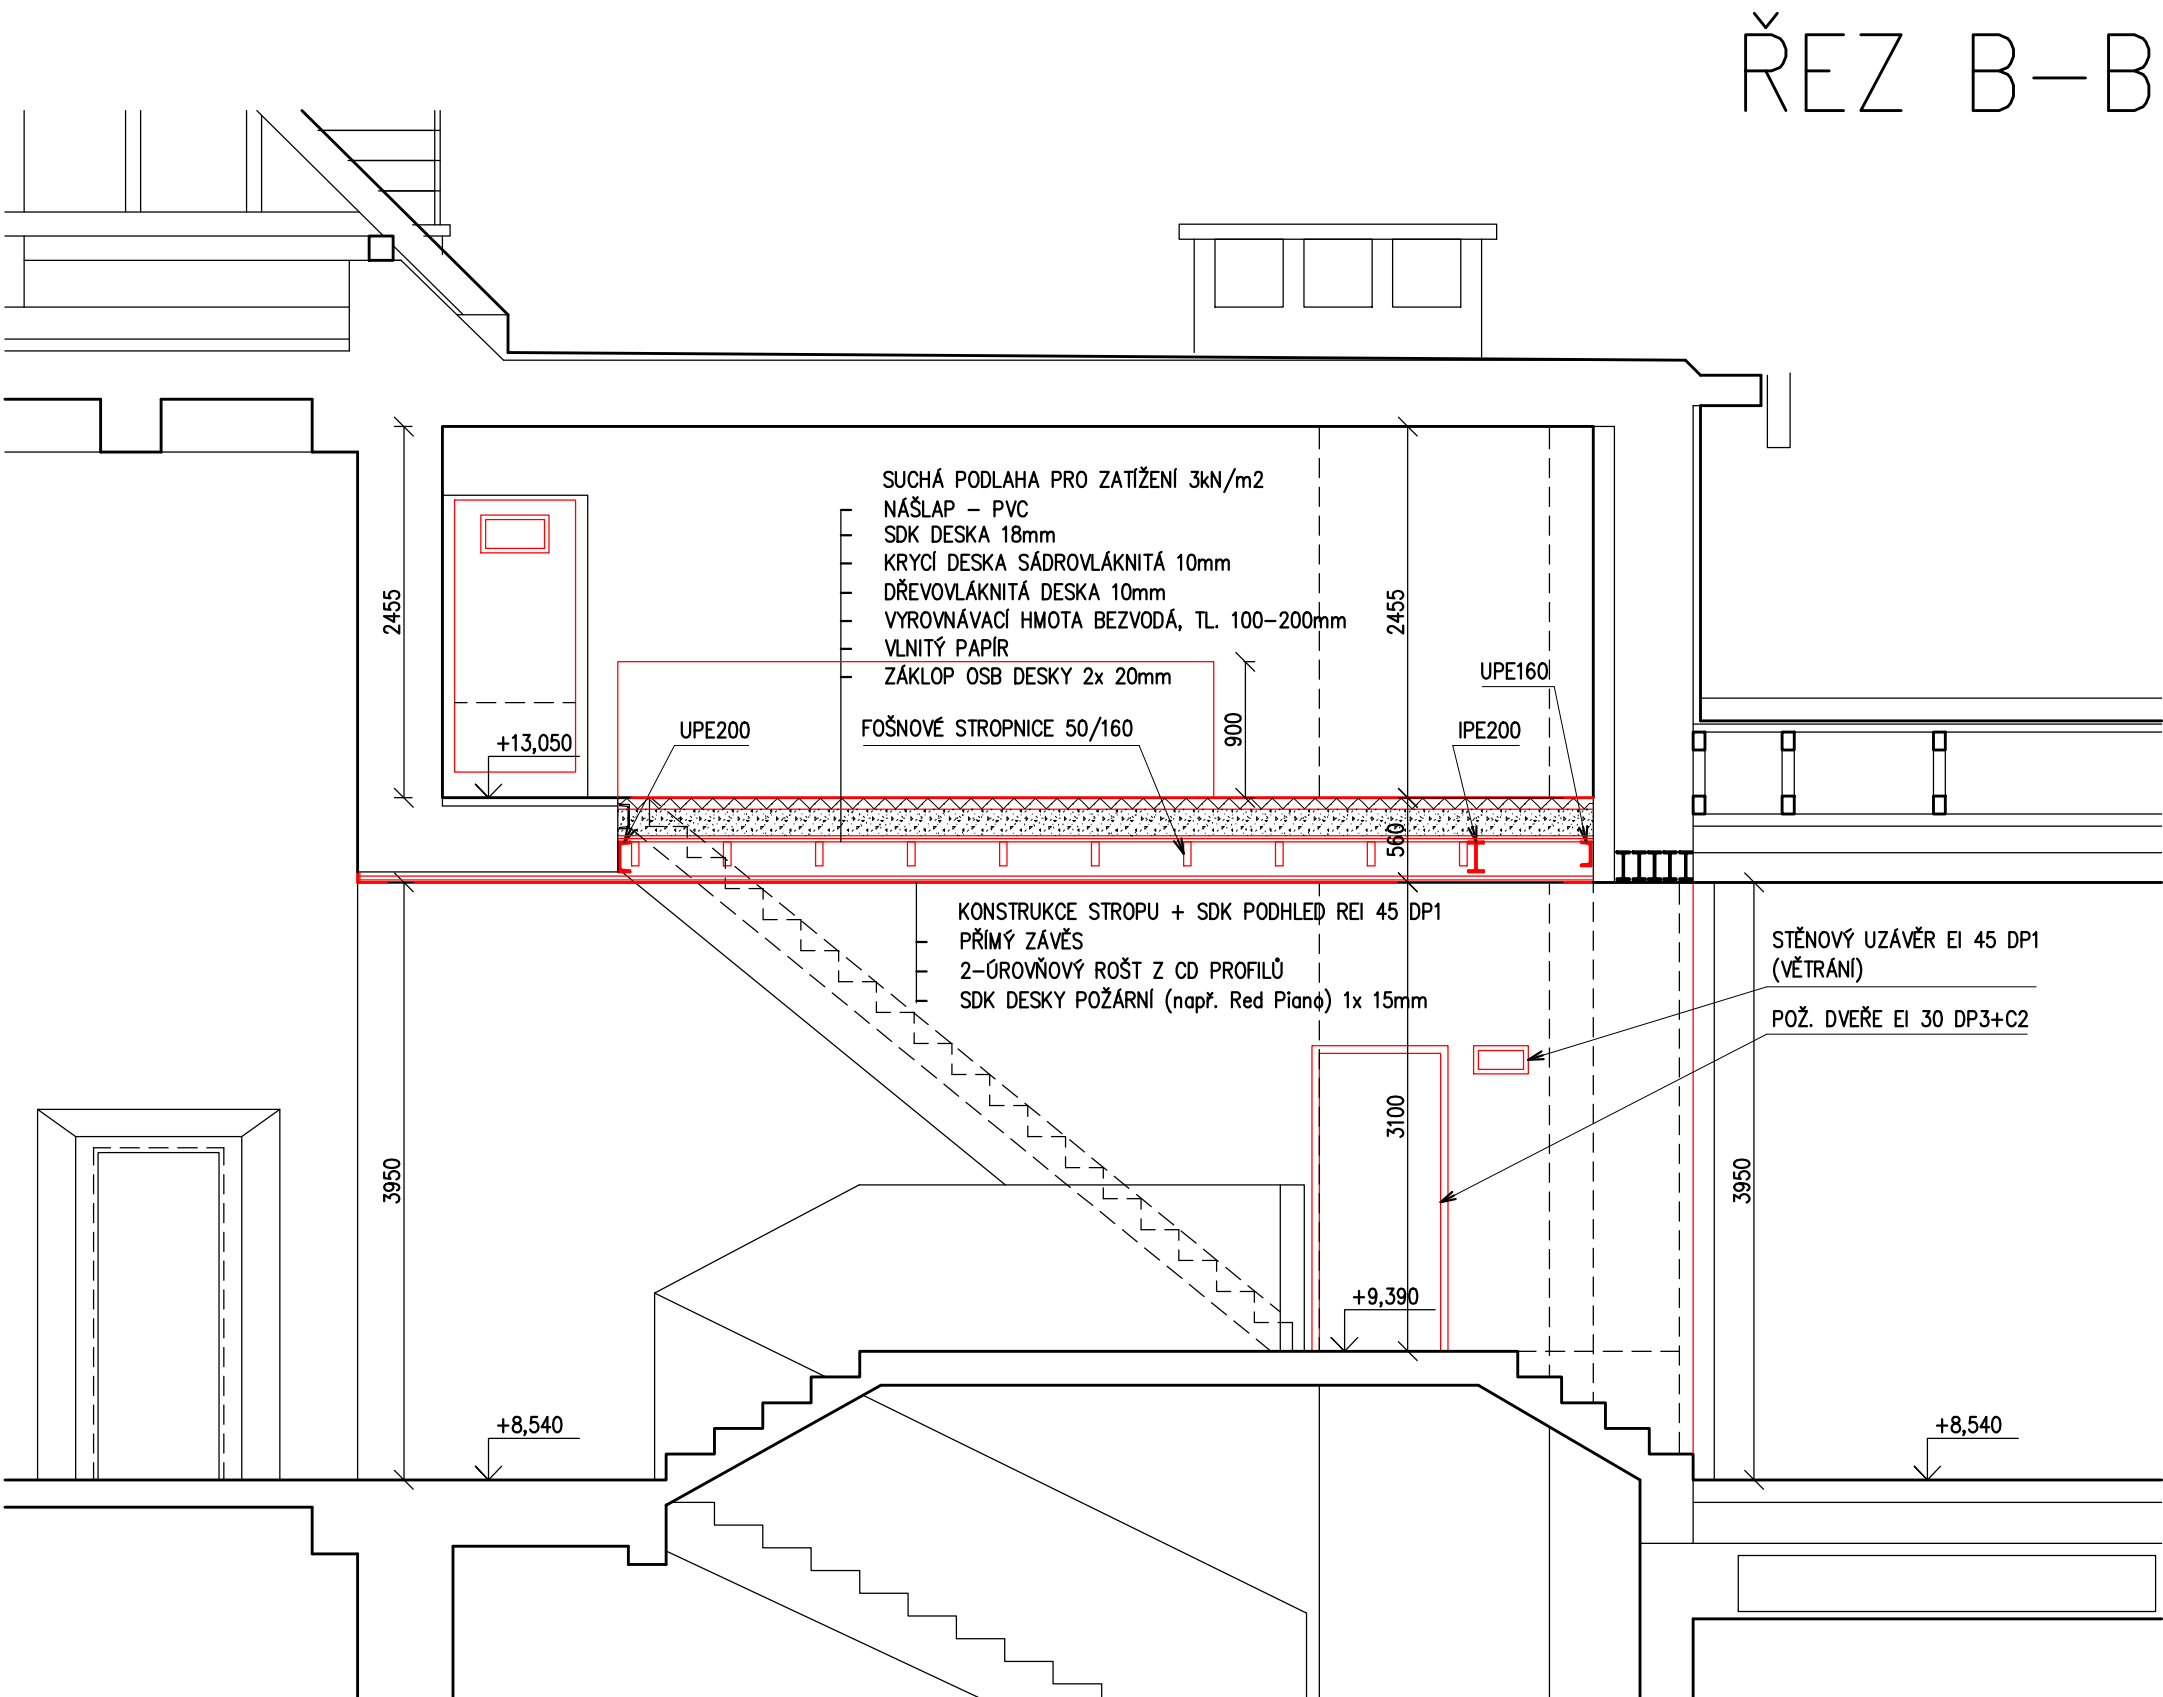 ŘEZ B-B
SUCHÁ PODLAHA PRO ZATÍŽENÍ 3kN/m2
NÁŠLAP - PVC
SDK DESKA 18mm
KRYCÍ DESKA SÁDROVLÁKNITÁ 10mm
DŘEVOVLÁKNITÁ DESKA 10mm
VYROVNÁVACÍ HMOTA BEZVODÁ, TL. 100-200mm
VLNITÝ PAPÍR
ZÁKLOP OSB DESKY 2x 20mm
2455
2455
UPE160
UPE200
FOŠNOVÉ STROPNICE 50/160
900
IPE200
+13,050
560
KONSTRUKCE STROPU + SDK PODHLED REI 45 DP1
PŘÍMÝ ZÁVĚS
2-ÚROVŇOVÝ ROŠT Z CD PROFILŮ
SDK DESKY POŽÁRNÍ (např. Red Piano) 1x 15mm
STĚNOVÝ UZÁVĚR EI 45 DP1
(VĚTRÁNÍ)
POŽ. DVEŘE EI 30 DP3+C2
3950
3100
3950
+9,390
+8,540
+8,540